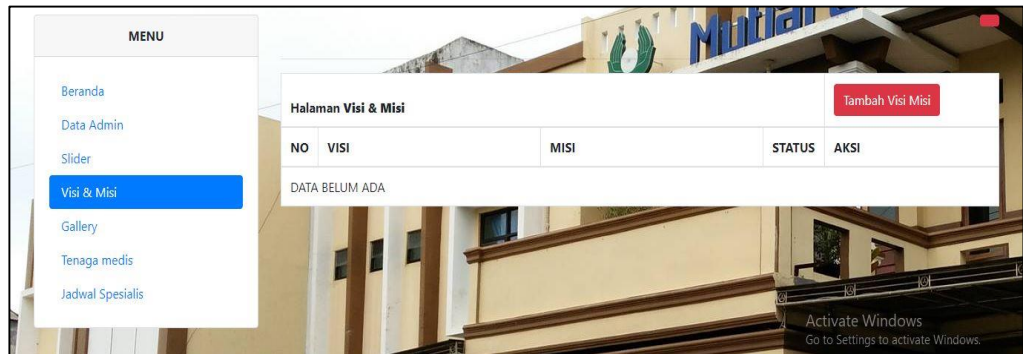 MENU
Beranda
Data Admin
Slider
Visi & Misi
Gallery
Tenaga medis
Jadwal Spesialis
Halaman Visi & Misi
Tambah Visi Misi
NO VISI MISI STATUS AKSI
DATA BELUM ADA
Activate Windows
Go to Settings to activate Windows.